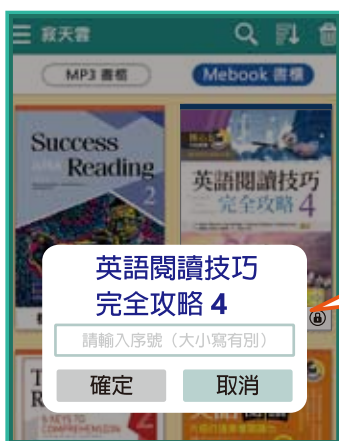 寂天雲
MP3 書櫃
Mebook 書櫃
Success
Reading
2
英語閱讀技巧
完全攻略 4
英語閱讀技巧
完全攻略 4
請輸入序號（大小寫有別）
確定
取消
T
R
6 KEYS TO
COMPREHENSION
2